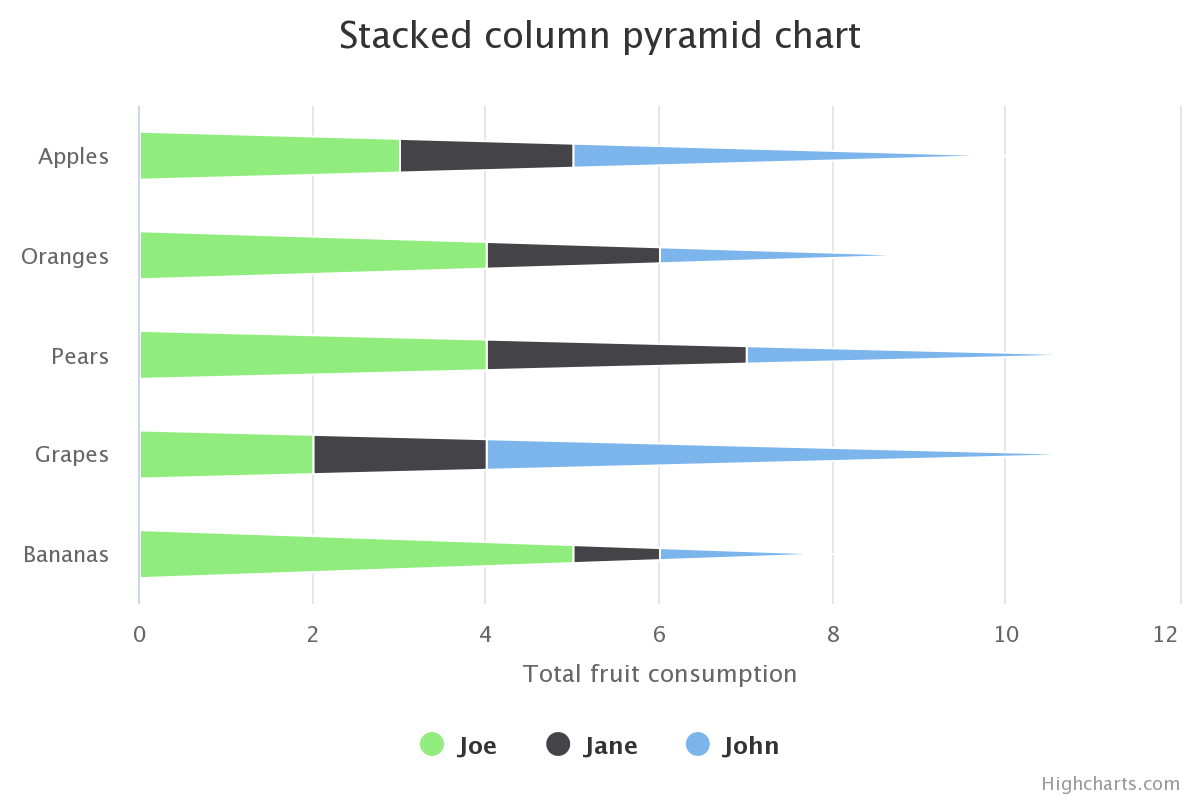 Stacked column pyramid chart
Apples
Oranges
Pears
Grapes
Bananas
0 2 4 6 8 10 12
Total fruit consumption
Joe Jane John
Highcharts.com